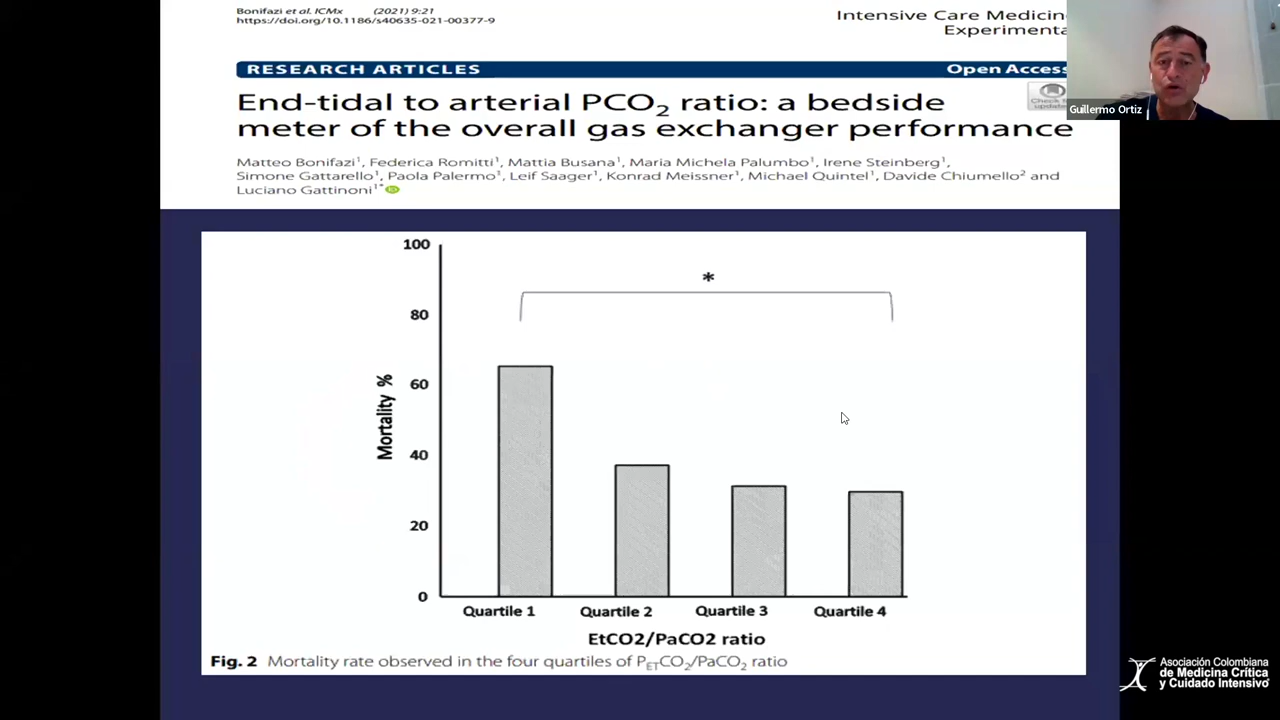 Bonifazi et al. ICMx (2021) 9:21
https://doi.org/10.1186/s40635-021-00377-9
Intensive Care Medicine
Experimenta
RESEARCH ARTICLES
Open Access
End-tidal to arterial PCO2 ratio: a bedside
meter of the overall gas exchanger performance
Check
Guillermo Ortiz
Matteo Bonifazi1, Federica Romitti1, Mattia Busana1, Maria Michela Palumbo1, Irene Steinberg1,
Simone Gattarello1, Paola Palermo1, Leif Saager1, Konrad Meissner1, Michael Quintel1, Davide Chiumello2 and
Luciano Gattinoni1*
100
80
60
40
20
0
Mortality %
*
Quartile 1
Quartile 2
Quartile 3
Quartile 4
EtCO2/PaCO2 ratio
Fig. 2 Mortality rate observed in the four quartiles of PETCO2/PaCO2 ratio
Asociación Colombiana
de Medicina Crítica
y Cuidado Intensivo